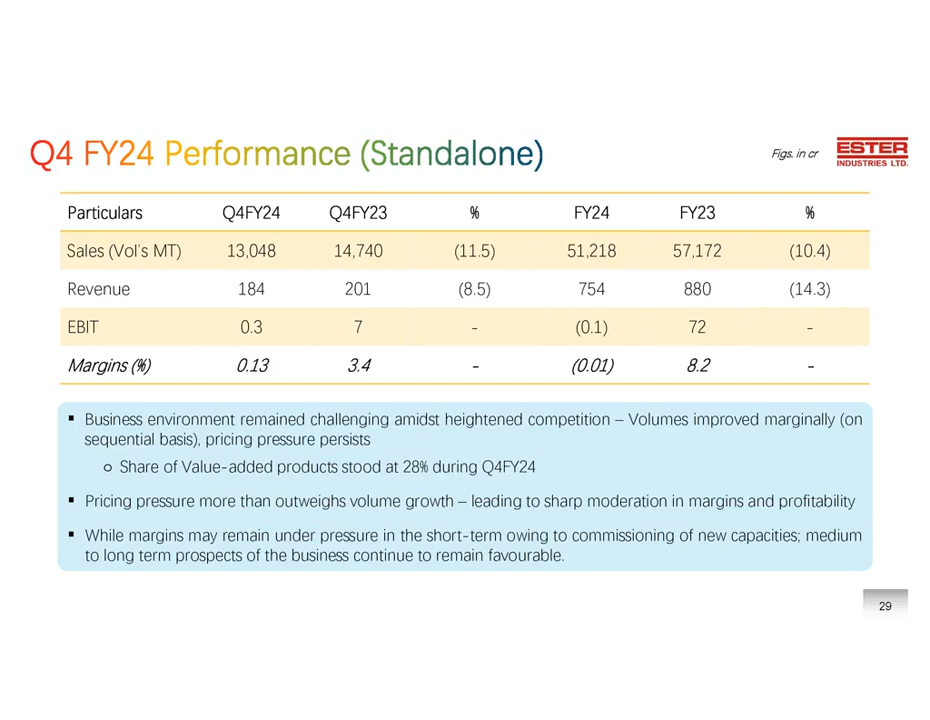 Q4 FY24 Performance (Standalone)
Figs. in cr
ESTER
INDUSTRIES LTD.
Particulars Q4FY24 Q4FY23 % FY24 FY23 %
Sales (Vol's MT) 13,048 14,740 (11.5) 51,218 57,172 (10.4)
Revenue 184 201 (8.5) 754 880 (14.3)
EBIT 0.3 7 - (0.1) 72 -
Margins (%) 0.13 3.4 - (0.01) 8.2 -
▪ Business environment remained challenging amidst heightened competition – Volumes improved marginally (on
sequential basis), pricing pressure persists
o Share of Value-added products stood at 28% during Q4FY24
▪ Pricing pressure more than outweighs volume growth – leading to sharp moderation in margins and profitability
▪ While margins may remain under pressure in the short-term owing to commissioning of new capacities; medium
to long term prospects of the business continue to remain favourable.
29